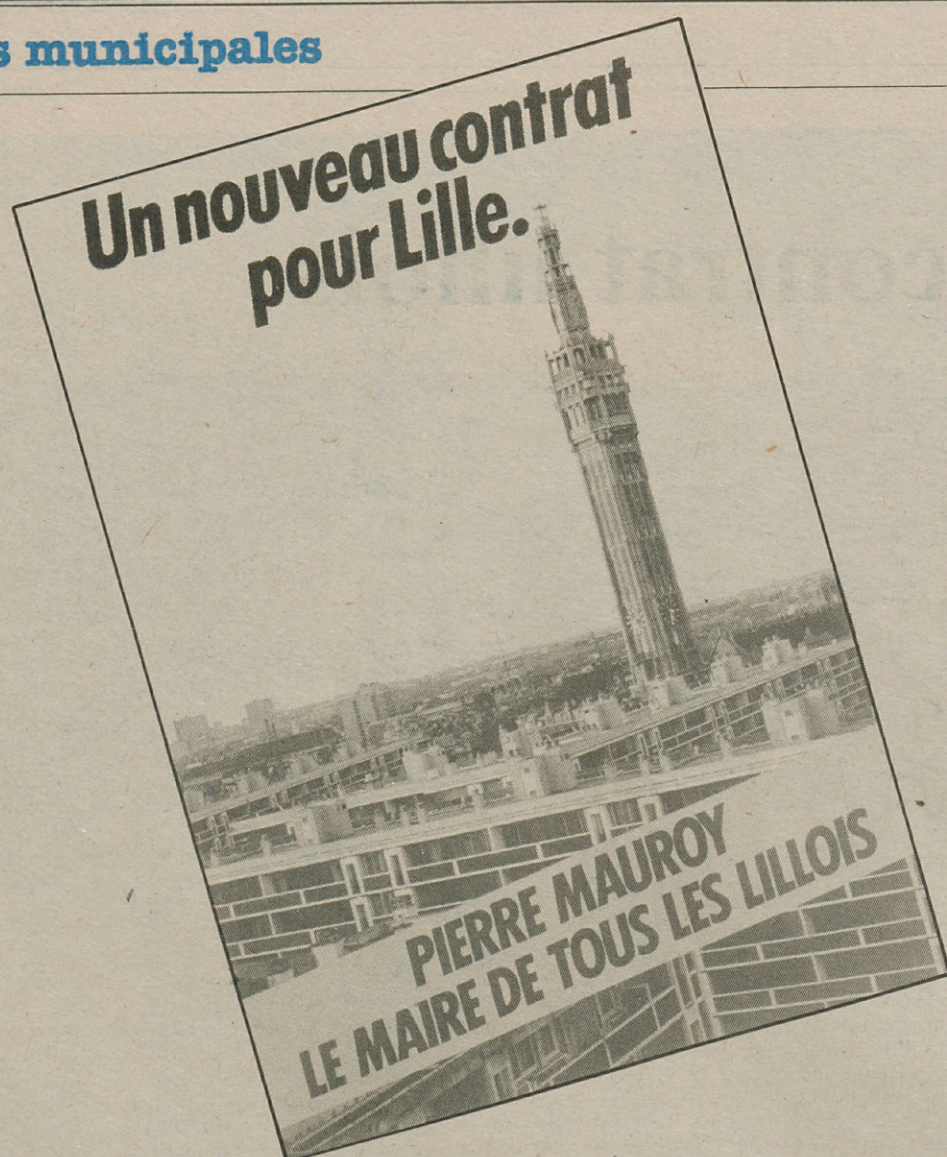 s municipales
Un nouveau contrat
pour Lille.
PIERRE MAUROY
LE MAIRE DE TOUS LES LILLOIS